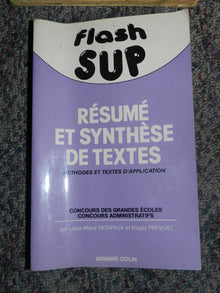 flash
SUP
RÉSUMÉ
ET SYNTHÈSE
DE TEXTES
MÉTHODES ET TEXTES D'APPLICATION
CONCOURS DES GRANDES ÉCOLES
CONCOURS ADMINISTRATIFS
par Louis-Marie MORFAUX et Roger PREVOST
ARMAND COLIN